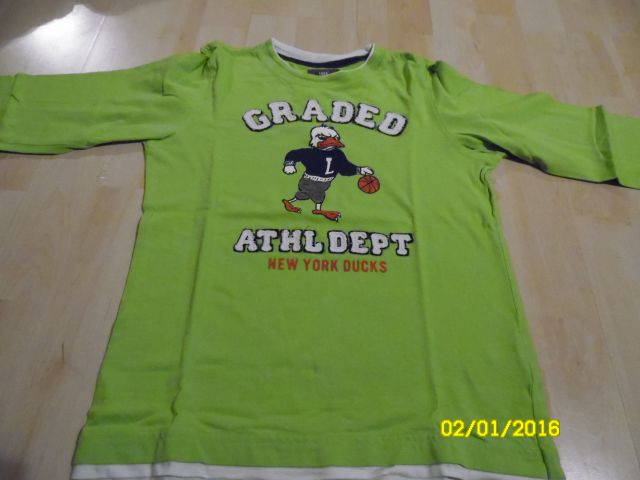 GRADED
L
ATHL DEPT
NEW YORK DUCKS
02/01/2016